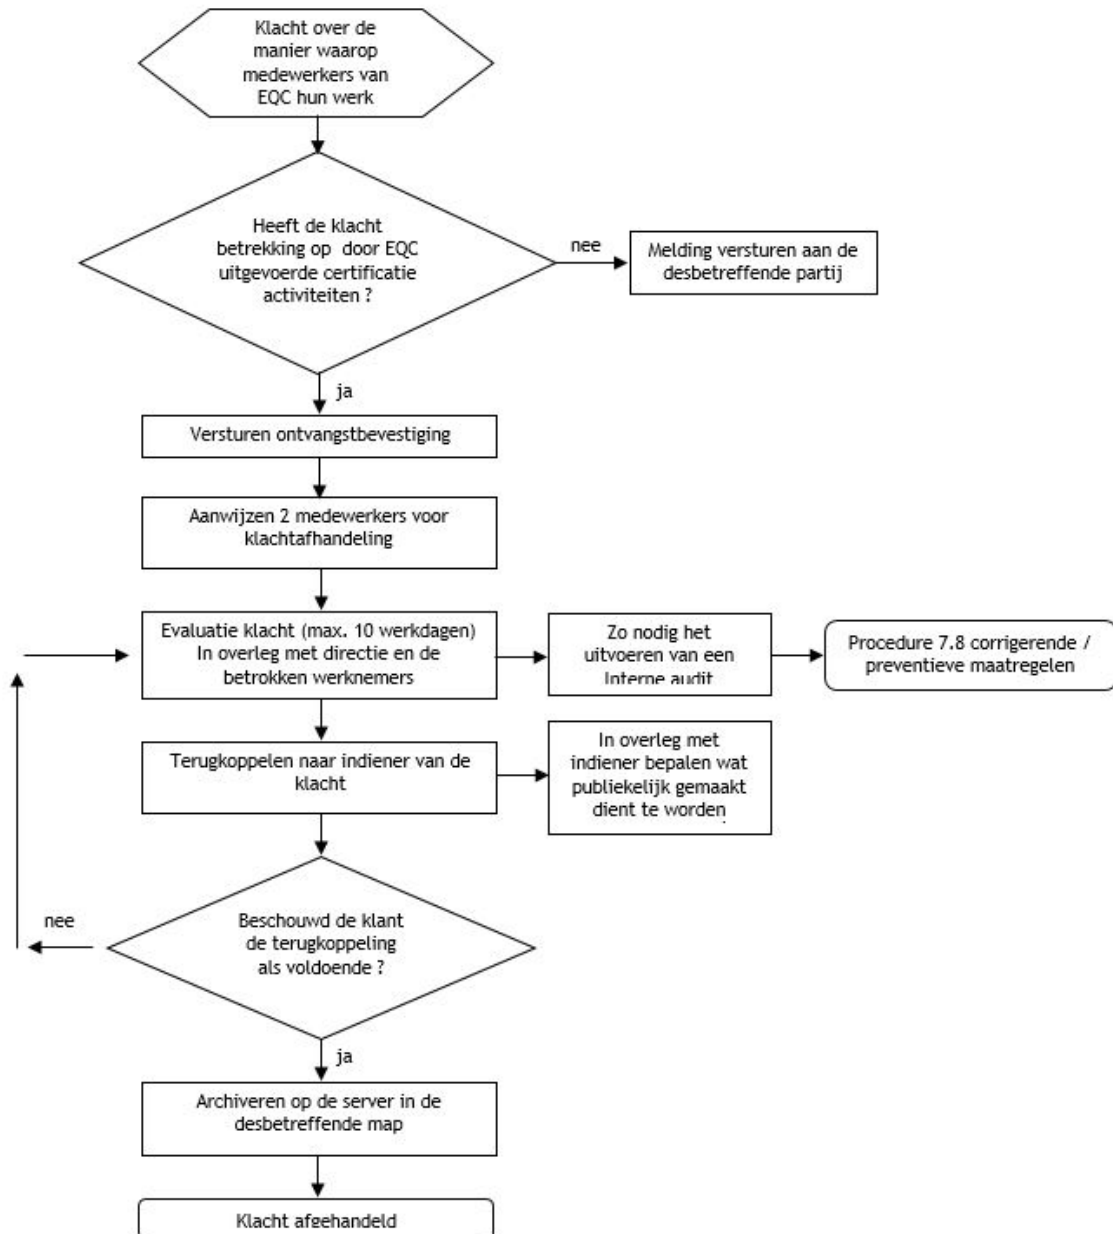 Klacht over de
manier waarop
medewerkers van
EQC hun werk
Heeft de klacht
betrekking op door EQC
uitgevoerde certificatie
activiteiten ?
nee
Melding versturen aan de
desbetreffende partij
ja
Versturen ontvangstbevestiging
Aanwijzen 2 medewerkers voor
klachtafhandeling
Evaluatie klacht (max. 10 werkdagen)
In overleg met directie en de
betrokken werknemers
Zo nodig het
uitvoeren van een
Interne audit
Procedure 7.8 corrigerende /
preventieve maatregelen
Terugkoppelen naar indiener van de
klacht
In overleg met
indiener bepalen wat
publiekelijk gemaakt
dient te worden
Beschouwd de klant
de terugkoppeling
als voldoende ?
nee
ja
Archiveren op de server in de
desbetreffende map
Klacht afgehandeld